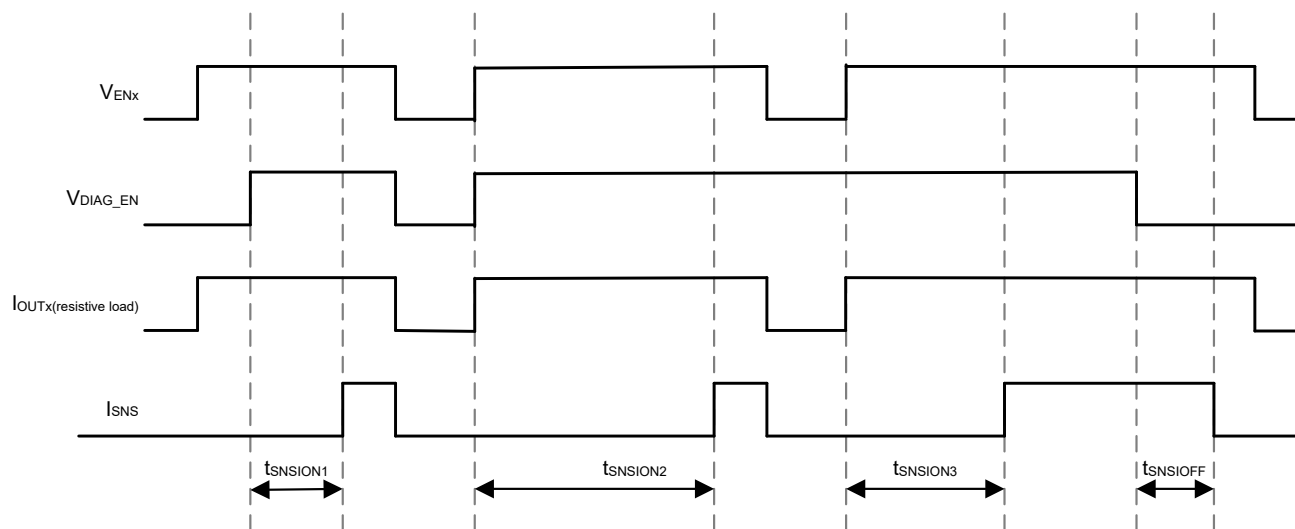 VENx
VDIAG_EN
IOUTx(resistive load)
ISNS
tSNSION1
tSNSION2
tSNSION3
tSNSIOFF